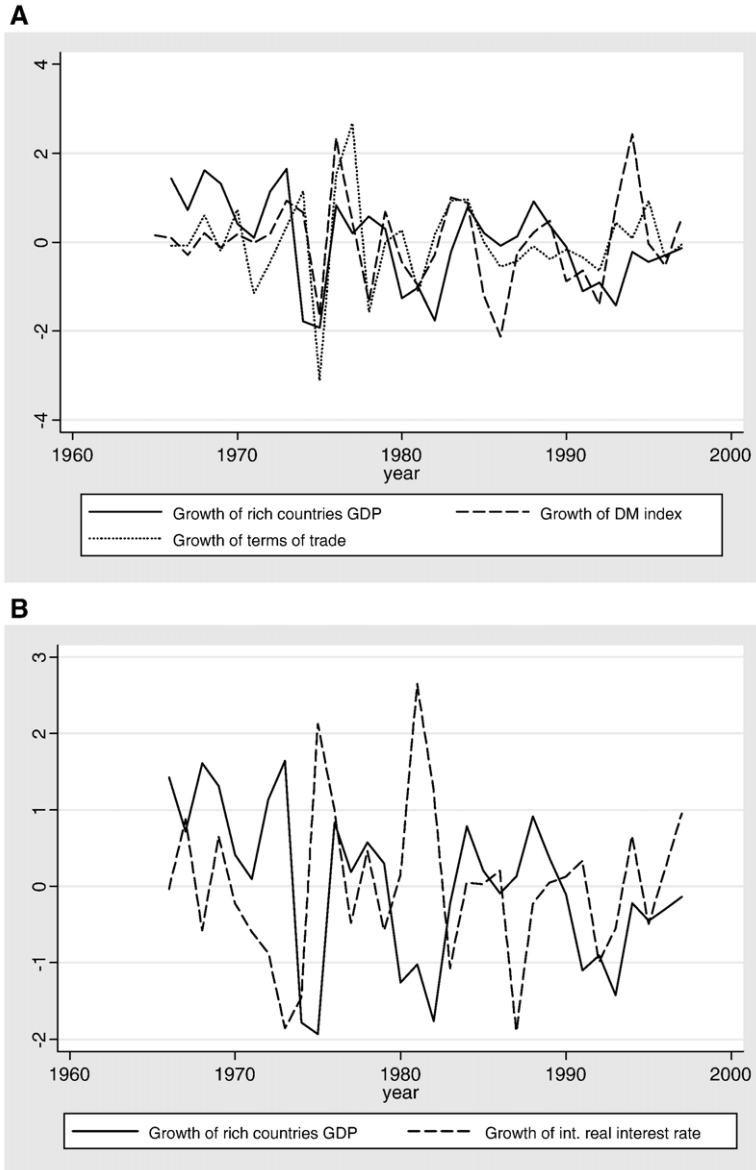 A
4
2
0
-2
-4
1960 1970 1980 1990 2000
year
Growth of rich countries GDP Growth of DM index
Growth of terms of trade
B
3
2
1
0
-1
-2
1960 1970 1980 1990 2000
year
Growth of rich countries GDP Growth of int. real interest rate